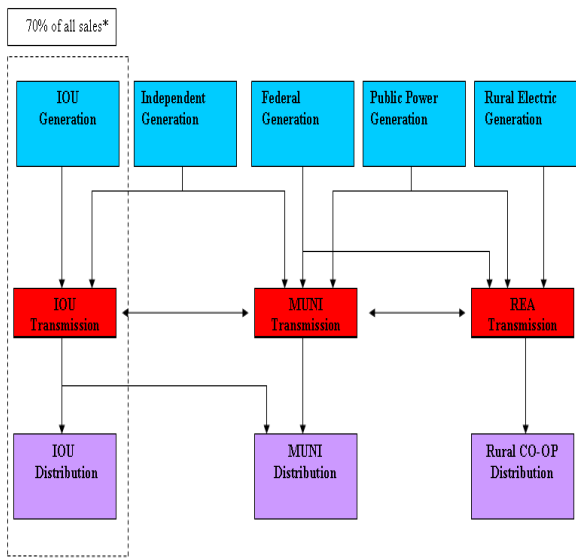 70% of all sales*
IOU
Generation
Independent
Generation
Federal
Generation
Public Power
Generation
Rural Electric
Generation
IOU
Transmission
MUNI
Transmission
REA
Transmission
IOU
Distribution
MUNI
Distribution
Rural CO-OP
Distribution